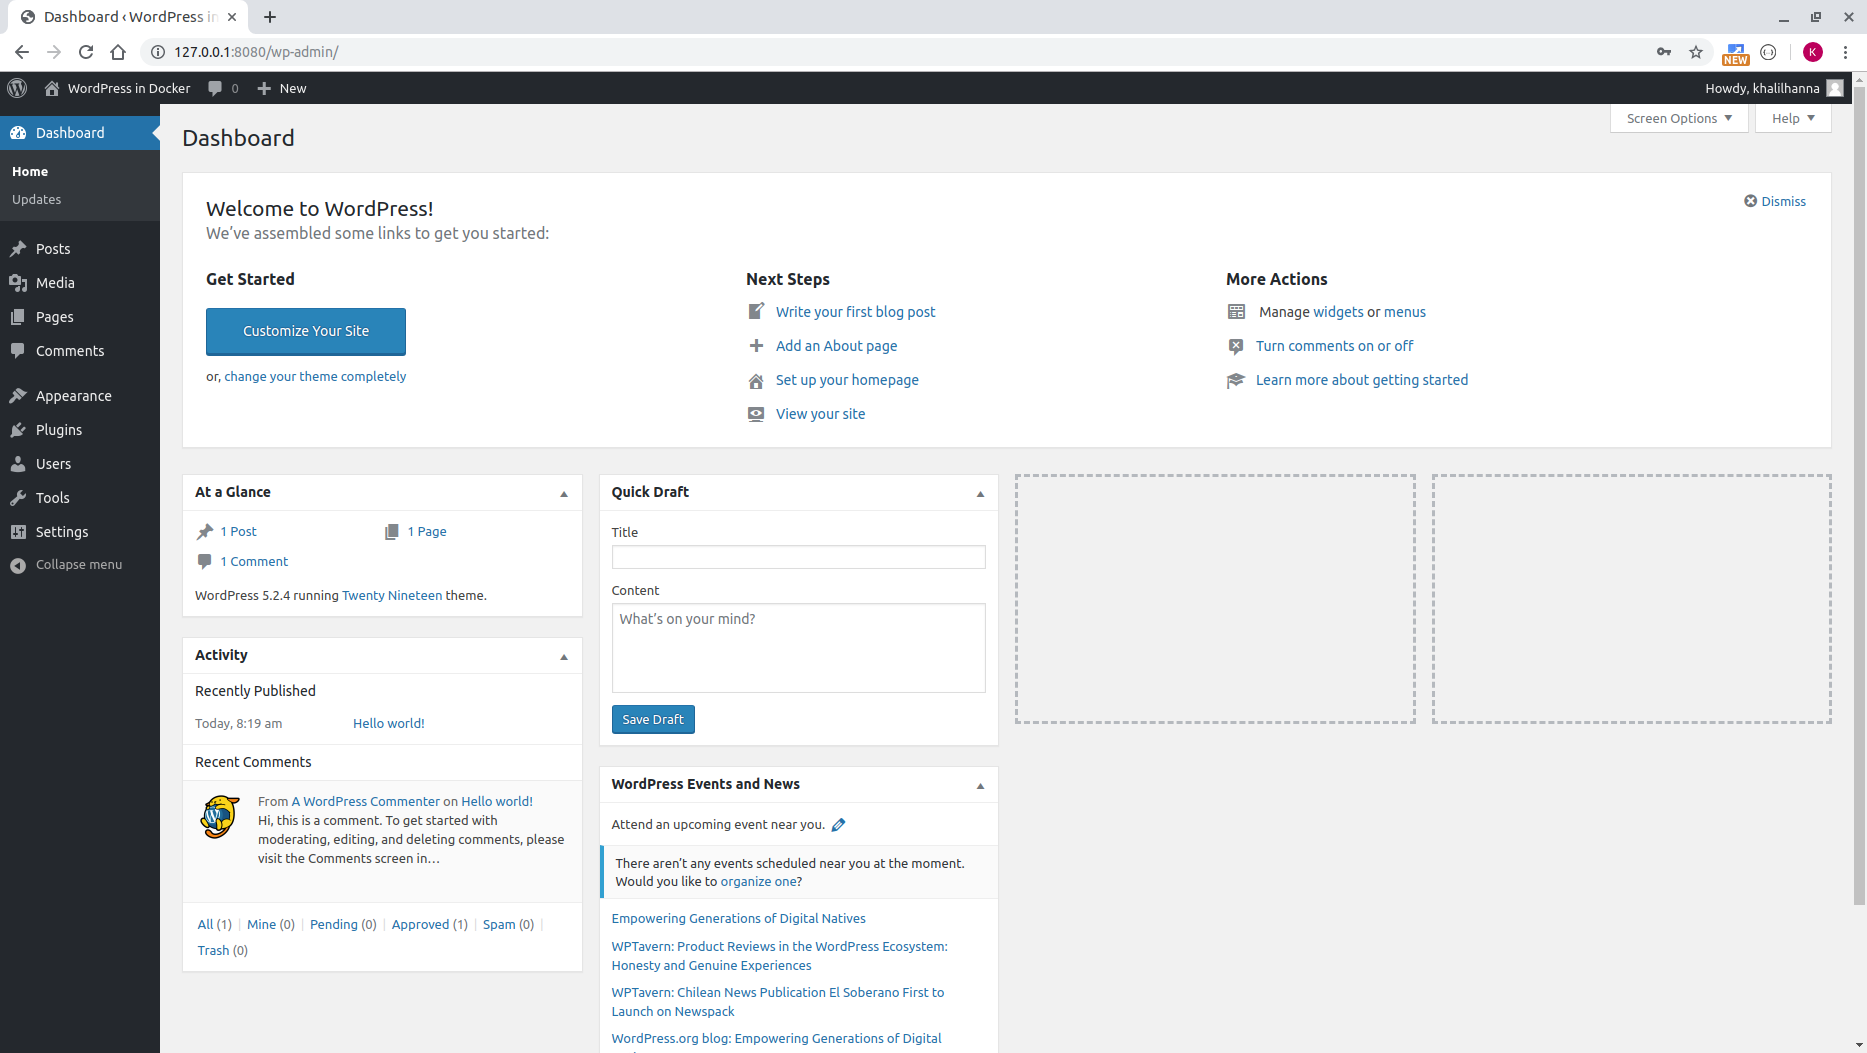 Dashboard ‹ WordPress in
127.0.0.1:8080/wp-admin/
NEW
K
WordPress in Docker
0
New
Howdy, khalilhanna
Dashboard
Home
Updates
Posts
Media
Pages
Comments
Appearance
Plugins
Users
Tools
Settings
Collapse menu
Screen Options
Help
Dashboard
Welcome to WordPress!
We’ve assembled some links to get you started:
Dismiss
Get Started
Customize Your Site
or, change your theme completely
Next Steps
Write your first blog post
Add an About page
Set up your homepage
View your site
More Actions
Manage widgets or menus
Turn comments on or off
Learn more about getting started
At a Glance
1 Post
1 Page
1 Comment
WordPress 5.2.4 running Twenty Nineteen theme.
Activity
Recently Published
Today, 8:19 am
Hello world!
Recent Comments
From A WordPress Commenter on Hello world!
Hi, this is a comment. To get started with
moderating, editing, and deleting comments, please
visit the Comments screen in…
All (1) | Mine (0) | Pending (0) | Approved (1) | Spam (0) |
Trash (0)
Quick Draft
Title
Content
What’s on your mind?
Save Draft
WordPress Events and News
Attend an upcoming event near you.
There aren’t any events scheduled near you at the moment.
Would you like to organize one?
Empowering Generations of Digital Natives
WPTavern: Product Reviews in the WordPress Ecosystem:
Honesty and Genuine Experiences
WPTavern: Chilean News Publication El Soberano First to
Launch on Newspack
WordPress.org blog: Empowering Generations of Digital